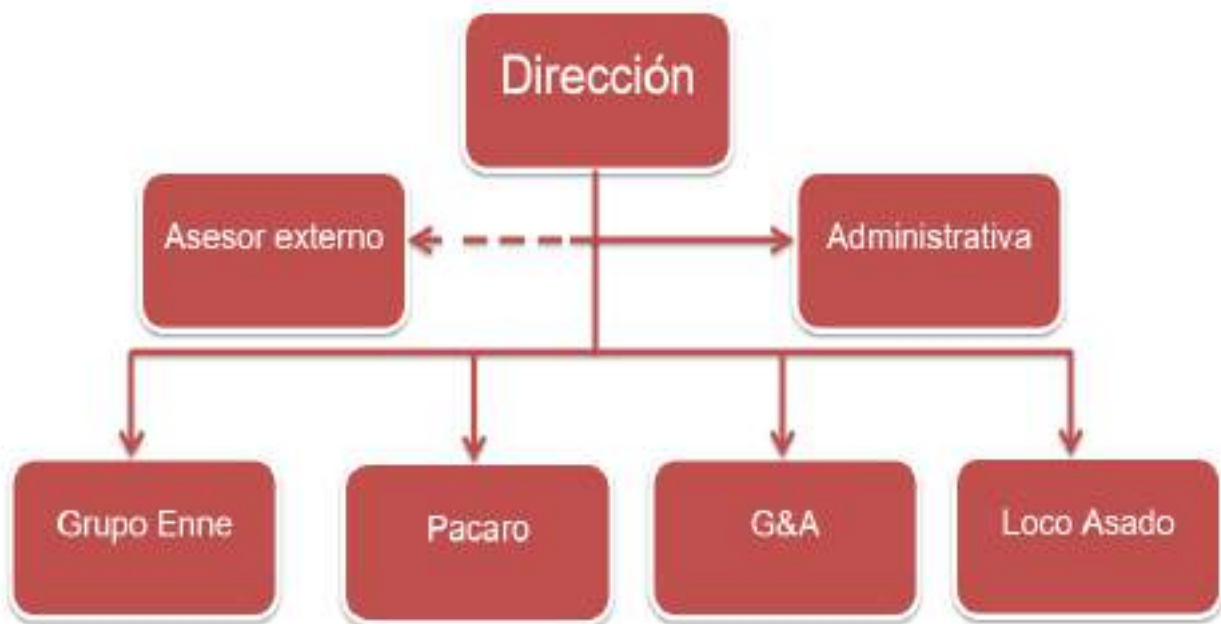 Dirección
Asesor externo
Administrativa
Grupo Enne
Pacaro
G&A
Loco Asado